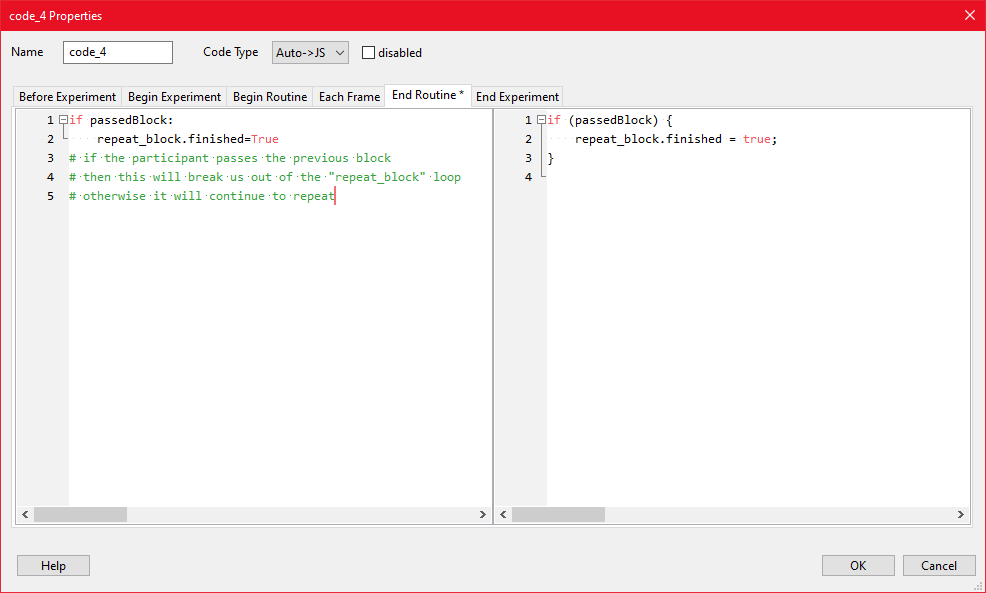 code_4 Properties
Name code_4 Code Type Auto->JS disabled
Before Experiment Begin Experiment Begin Routine Each Frame End Routine * End Experiment
1 if passedBlock:
2 repeat_block.finished=True
3 # if the participant passes the previous block
4 # then this will break us out of the "repeat_block" loop
5 # otherwise it will continue to repeat
1 if (passedBlock) {
2 repeat_block.finished = true;
3 }
4
Help OK Cancel